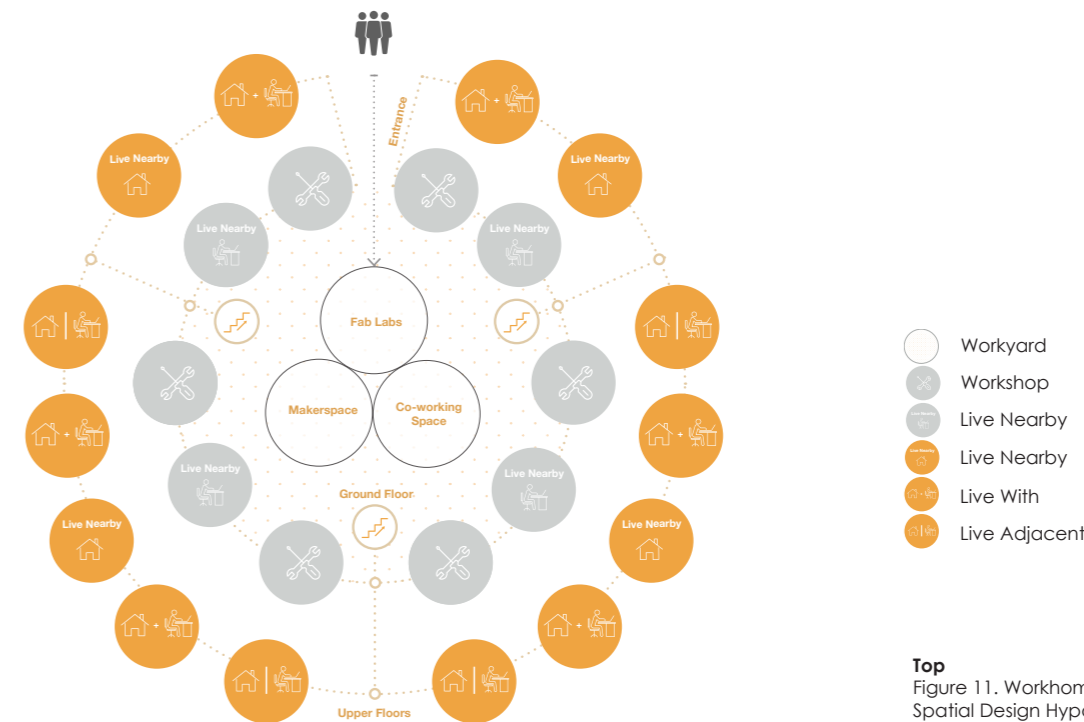 Entrance
Live Nearby
Live Nearby
Live Nearby
Live Nearby
Fab Labs
Makerspace
Co-working
Space
Live Nearby
Live Nearby
Ground Floor
Live Nearby
Live Nearby
Upper Floors
Workyard
Workshop
Live Nearby
Live Nearby
Live With
Live Adjacent
Top
Figure 11. Workhom
Spatial Design Hypo